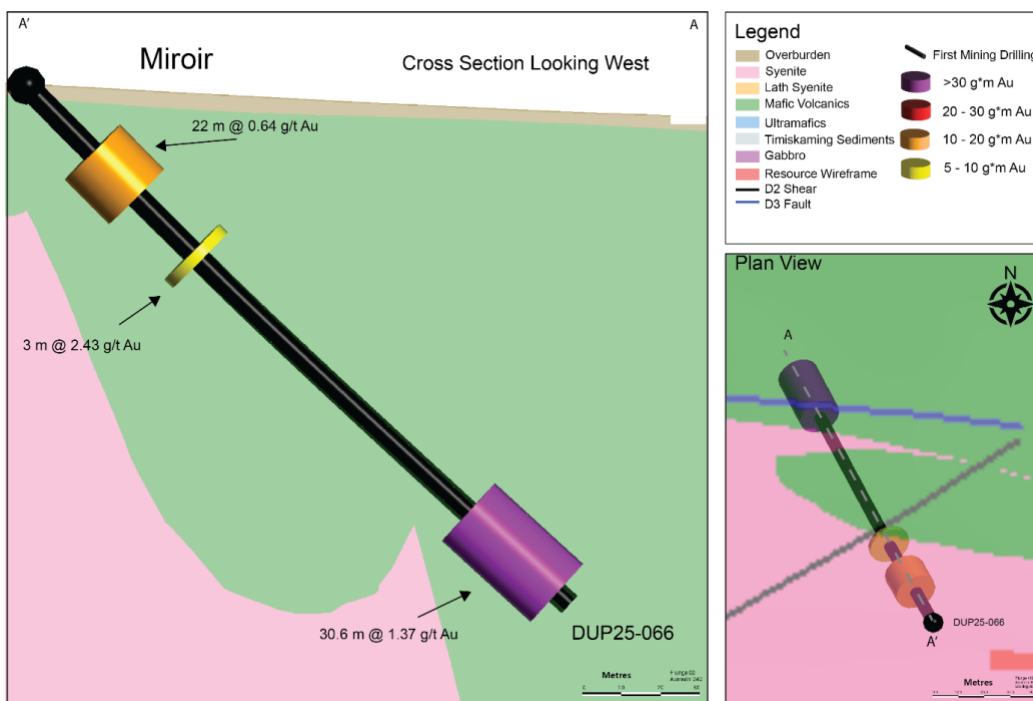 A'
A
Miroir
Cross Section Looking West
22 m @ 0.64 g/t Au
3 m @ 2.43 g/t Au
30.6 m @ 1.37 g/t Au
DUP25-066
Metres
Legend
Overburden
Syenite
Lath Syenite
Mafic Volcanics
Ultramafics
Timiskaming Sediments
Gabbro
Resource Wireframe
D2 Shear
D3 Fault
First Mining Drilling
>30 g*m Au
20 - 30 g*m Au
10 - 20 g*m Au
5 - 10 g*m Au
Plan View
N
A
DUP25-066
A'
Metres